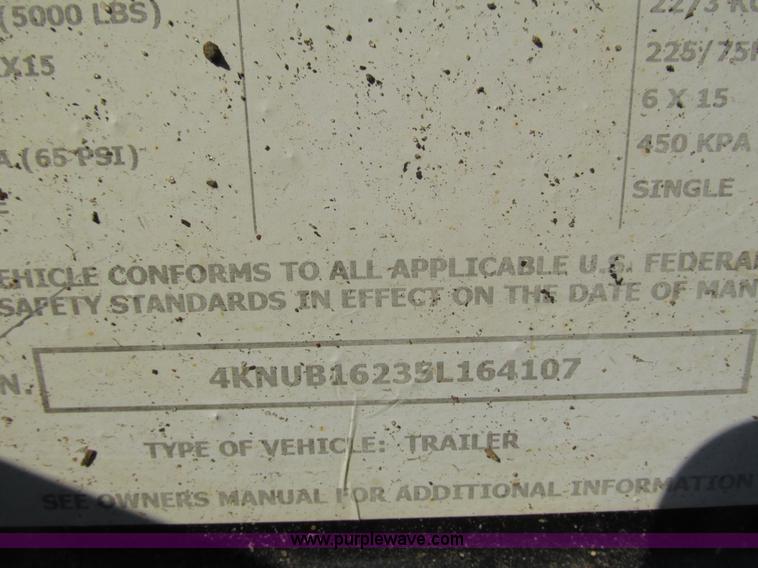 (5000 LBS)
X15
225/75R
6 X 15
A (65 PSI)
450 KPA
SINGLE
EHICLE CONFORMS TO ALL APPLICABLE U.S. FEDERAL
SAFETY STANDARDS IN EFFECT ON THE DATE OF MAN
N. 4KNUB16235L164107
TYPE OF VEHICLE: TRAILER
SEE OWNERS MANUAL FOR ADDITIONAL INFORMATION
www.purplewave.com